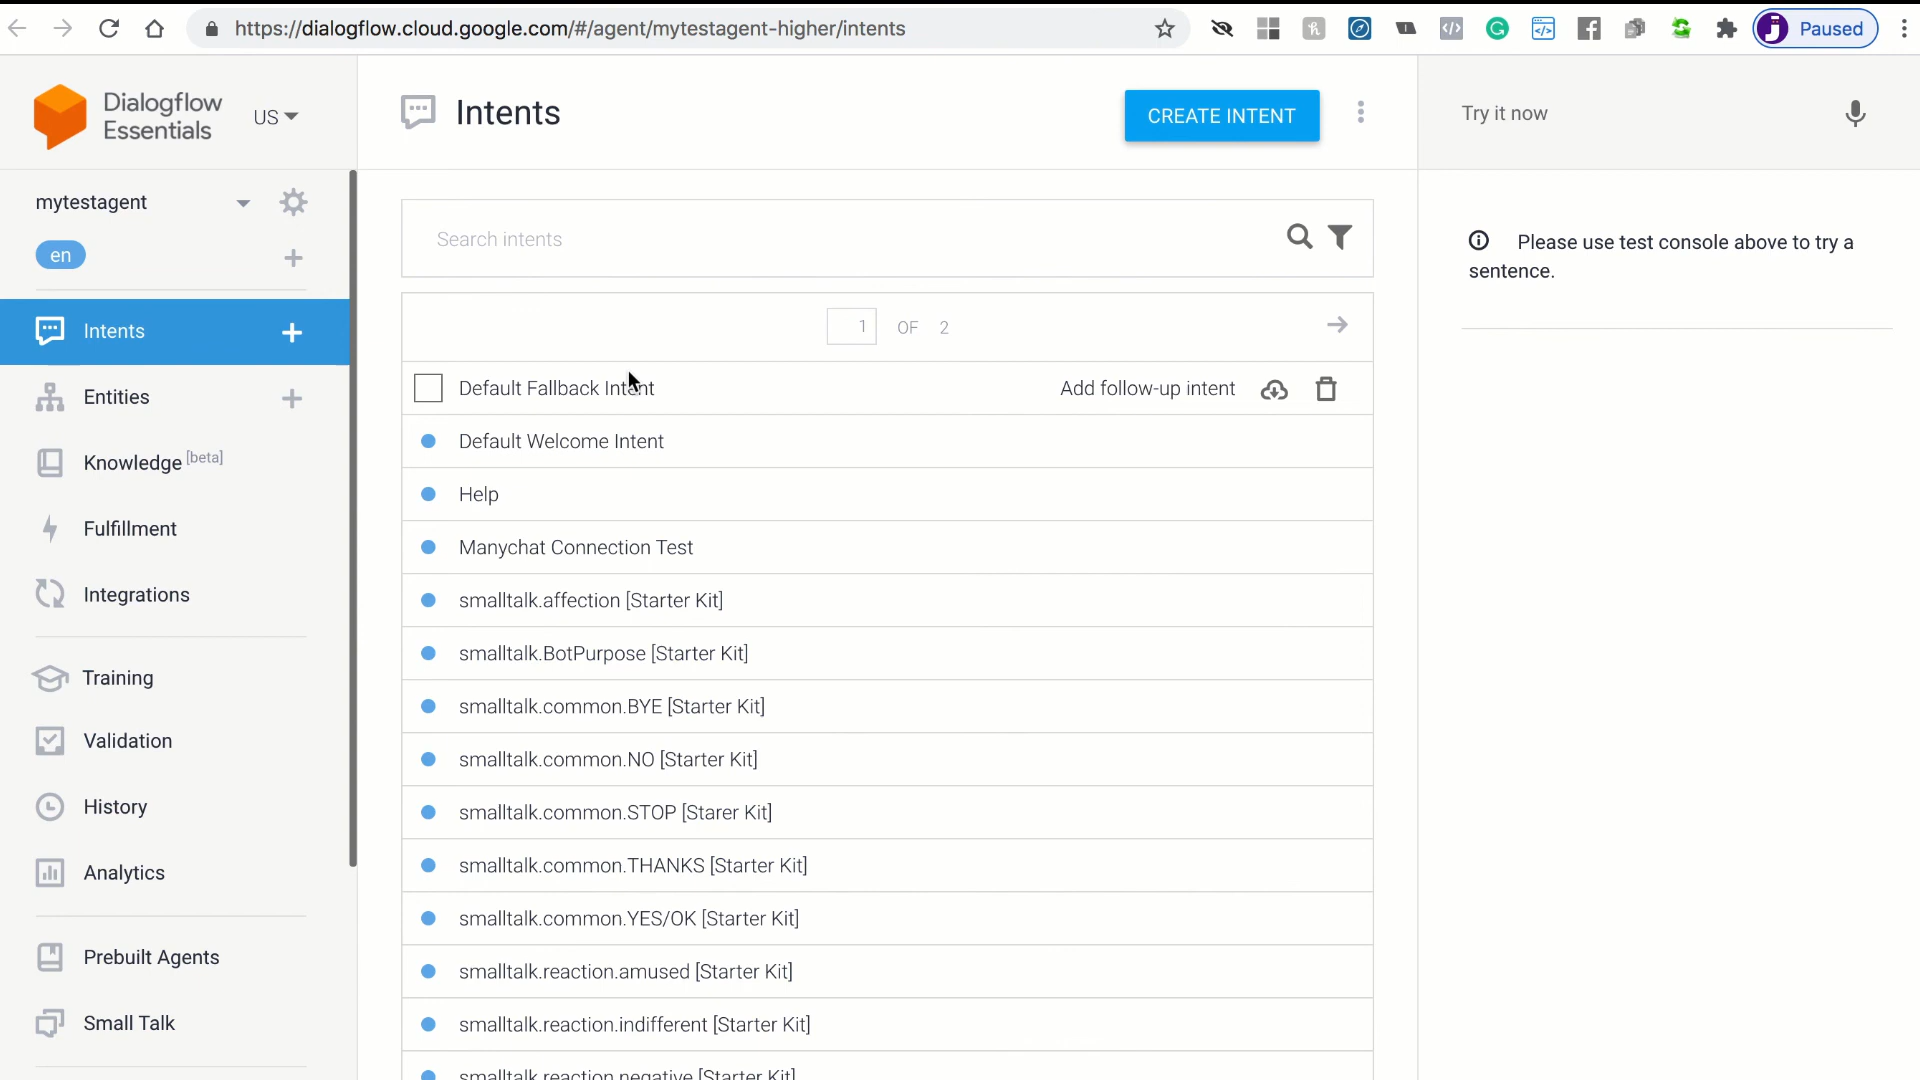 https://dialogflow.cloud.google.com/#/agent/mytestagent-higher/intents
Paused
Dialogflow
Essentials
US
Intents
CREATE INTENT
Try it now
mytestagent
en
Search intents
Please use test console above to try a
sentence.
Intents
1 OF 2
Entities
Default Fallback Intent
Add follow-up intent
Default Welcome Intent
Knowledge [beta]
Help
Fulfillment
Manychat Connection Test
Integrations
smalltalk.affection [Starter Kit]
smalltalk.BotPurpose [Starter Kit]
Training
smalltalk.common.BYE [Starter Kit]
Validation
smalltalk.common.NO [Starter Kit]
History
smalltalk.common.STOP [Starer Kit]
Analytics
smalltalk.common.THANKS [Starter Kit]
smalltalk.common.YES/OK [Starter Kit]
Prebuilt Agents
smalltalk.reaction.amused [Starter Kit]
Small Talk
smalltalk.reaction.indifferent [Starter Kit]
smalltalk.reaction.negative [Starter Kit]